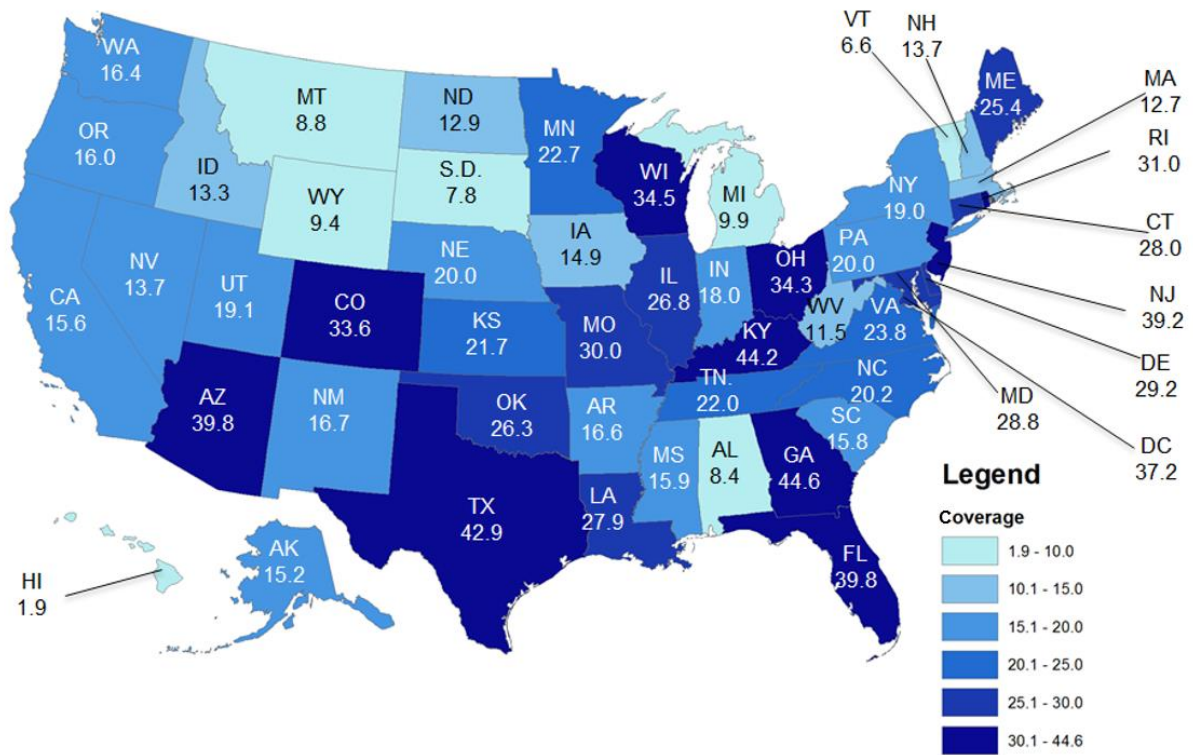 VT
6.6
NH
13.7
WA
16.4
MT
8.8
ND
12.9
MN
22.7
ME
25.4
MA
12.7
OR
16.0
ID
13.3
WY
9.4
S.D.
7.8
WI
34.5
MI
9.9
NY
19.0
RI
31.0
CT
28.0
NV
13.7
UT
19.1
CO
33.6
NE
20.0
IA
14.9
IL
26.8
IN
18.0
OH
34.3
PA
20.0
NJ
39.2
CA
15.6
KS
21.7
MO
30.0
KY
44.2
WV
11.5
VA
23.8
DE
29.2
MD
28.8
DC
37.2
AZ
39.8
NM
16.7
OK
26.3
AR
16.6
TN.
22.0
NC
20.2
SC
15.8
TX
42.9
LA
27.9
MS
15.9
AL
8.4
GA
44.6
FL
39.8
HI
1.9
AK
15.2
Legend
Coverage
1.9 - 10.0
10.1 - 15.0
15.1 - 20.0
20.1 - 25.0
25.1 - 30.0
30.1 - 44.6